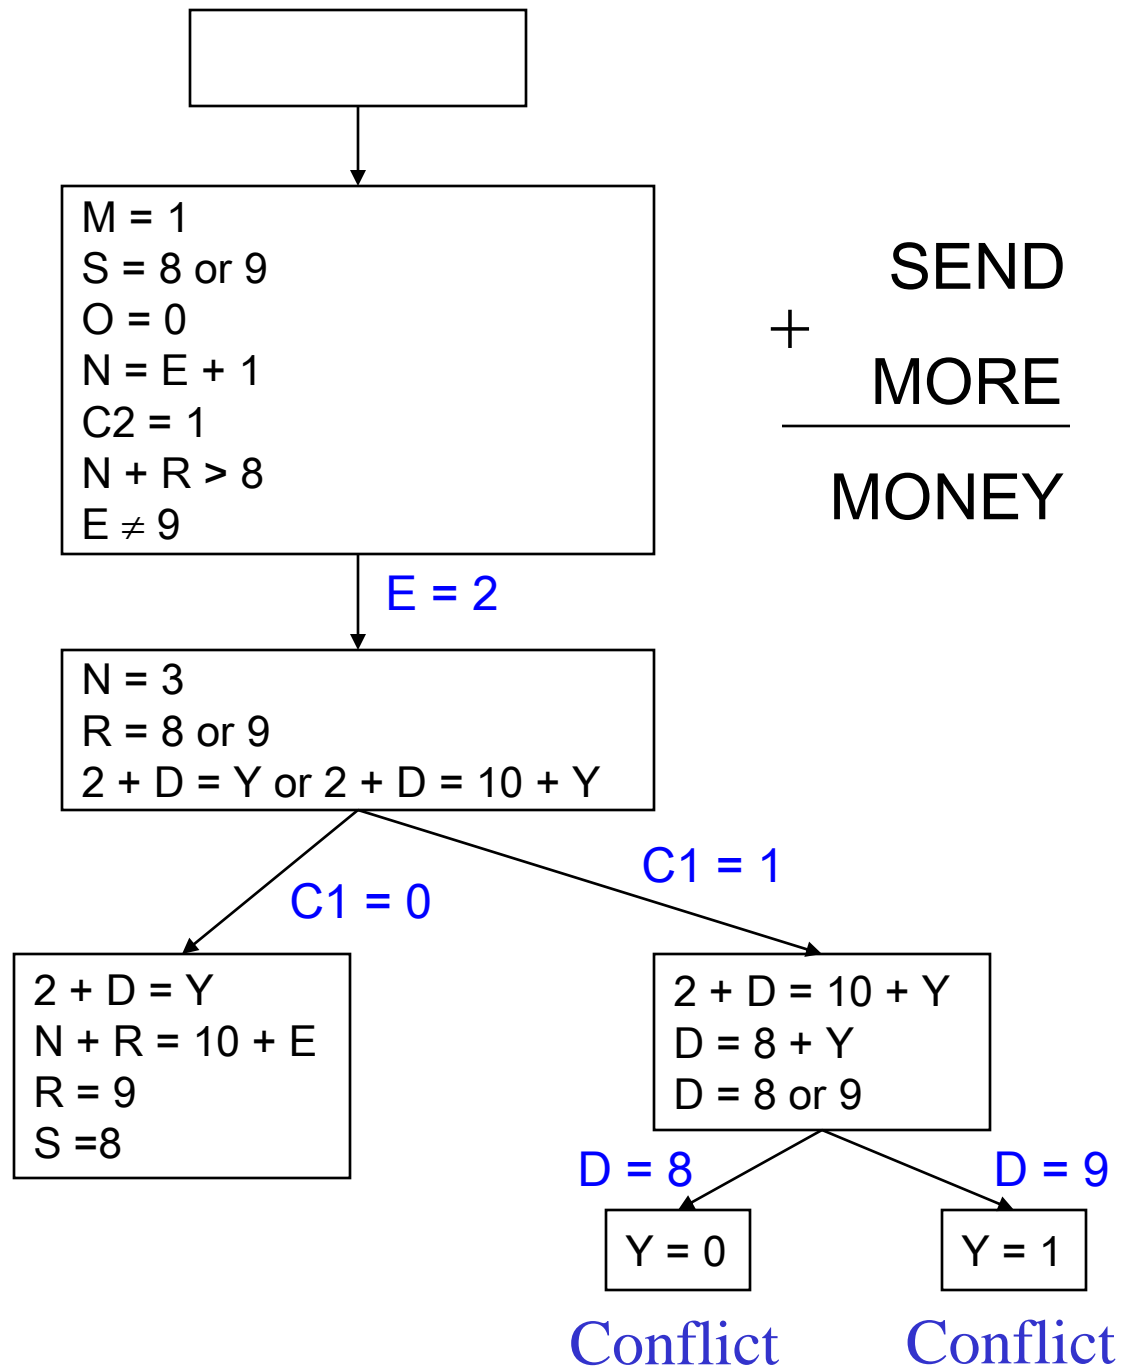 M = 1
S = 8 or 9
O = 0
N = E + 1
C2 = 1
N + R > 8
E ≠ 9
SEND
+
MORE
MONEY
E = 2
N = 3
R = 8 or 9
2 + D = Y or 2 + D = 10 + Y
C1 = 0
C1 = 1
2 + D = Y
N + R = 10 + E
R = 9
S =8
2 + D = 10 + Y
D = 8 + Y
D = 8 or 9
D = 8
D = 9
Y = 0
Y = 1
Conflict
Conflict